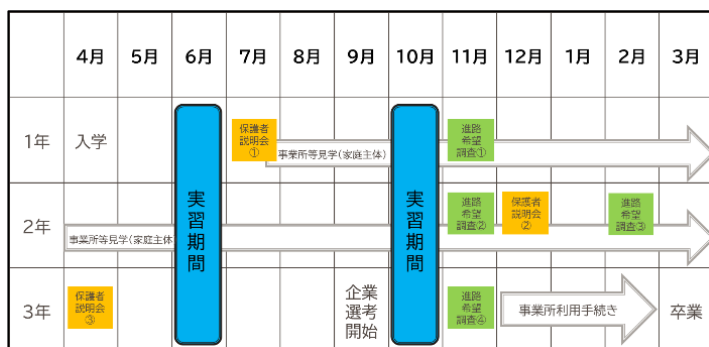 4月 5月 6月 7月 8月 9月 10月 11月 12月 1月 2月 3月
1年
入学
保護者
説明会
①
事業所等見学(家庭主体)
進路
希望
調査①
実習期間
実習期間
2年
事業所等見学(家庭主体
進路
希望
調査②
保護者
説明会
②
進路
希望
調査③
3年
保護者
説明会
③
企業
選考
開始
進路
希望
調査④
事業所利用手続き
卒業